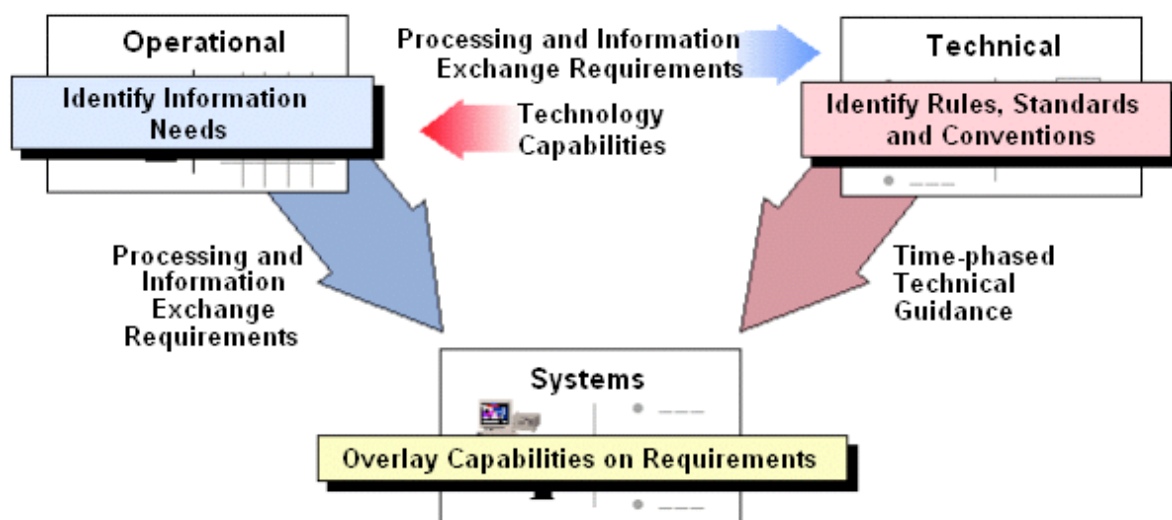 Operational
Identify Information
Needs
Processing and Information
Exchange Requirements
Technology
Capabilities
Technical
Identify Rules, Standards
and Conventions
Processing and
Information
Exchange
Requirements
Time-phased
Technical
Guidance
Systems
Overlay Capabilities on Requirements